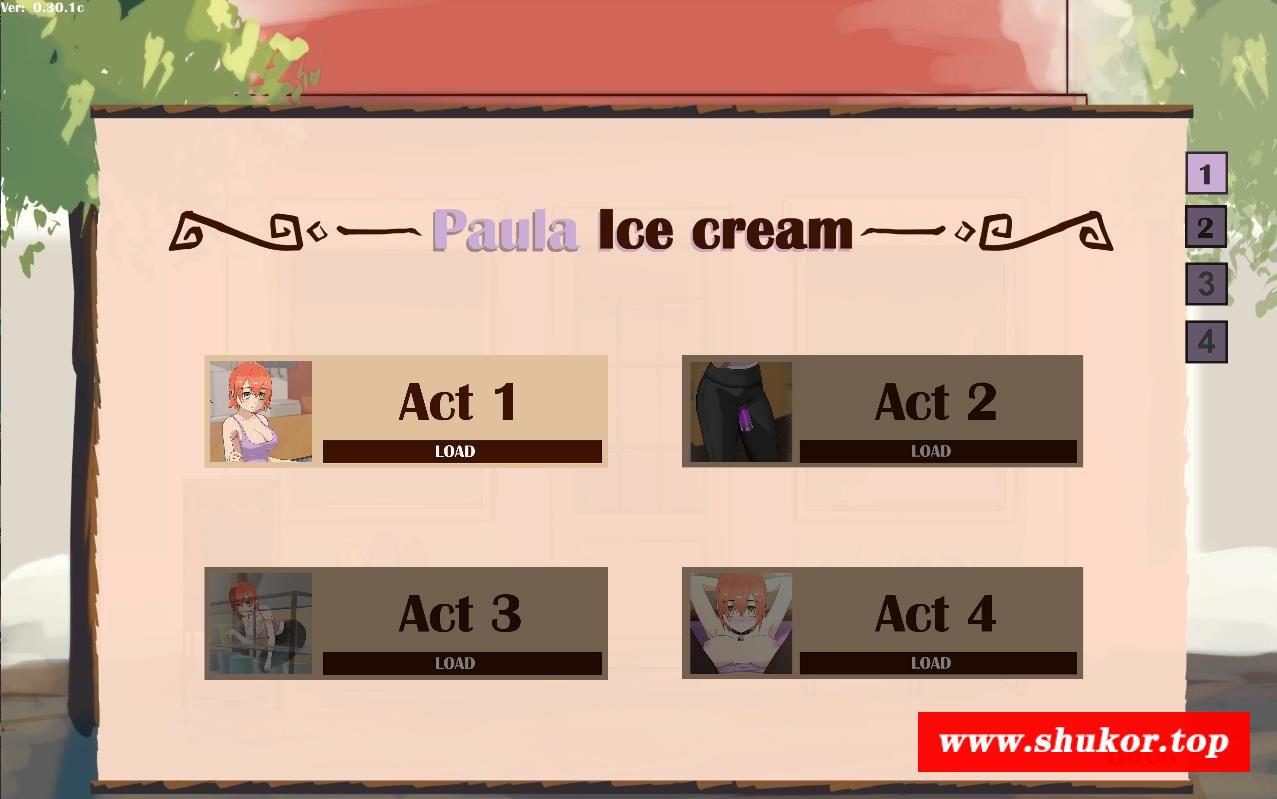 Ver: 0.30.1c
Paula Ice cream
1
2
3
4
Act 1
LOAD
Act 2
LOAD
Act 3
LOAD
Act 4
LOAD
www.shukor.top